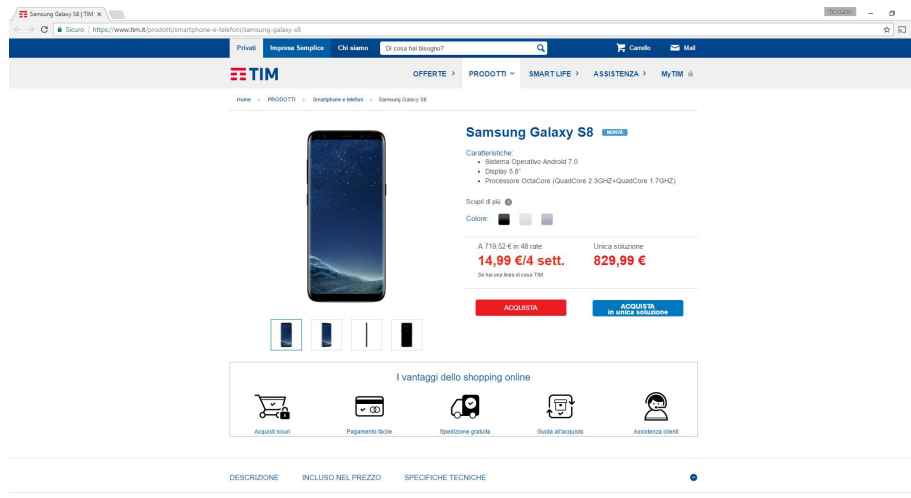 Samsung Galaxy S8 | TIM
Francesco
Sicuro | https://www.tim.it/prodotti/smartphone-e-telefoni/samsung-galaxy-s8
Privati Impresa Semplice Chi siamo Di cosa hai bisogno? Carrello Mail
TIM OFFERTE > PRODOTTI SMART LIFE > ASSISTENZA > MyTIM
Home > PRODOTTI > Smartphone e telefoni > Samsung Galaxy S8
Samsung Galaxy S8 NOVITÀ
Caratteristiche:
Sistema Operativo Android 7.0
Display 5.8"
Processore OctaCore (QuadCore 2.3GHZ+QuadCore 1.7GHZ)
Scopri di più
Colore:
A 719,52 € in 48 rate
14,99 €/4 sett.
Se hai una linea di casa TIM
Unica soluzione
829,99 €
ACQUISTA
ACQUISTA
in unica soluzione
I vantaggi dello shopping online
Acquisti sicuri Pagamento facile Spedizione gratuita Guida all'acquisto Assistenza clienti
DESCRIZIONE INCLUSO NEL PREZZO SPECIFICHE TECNICHE